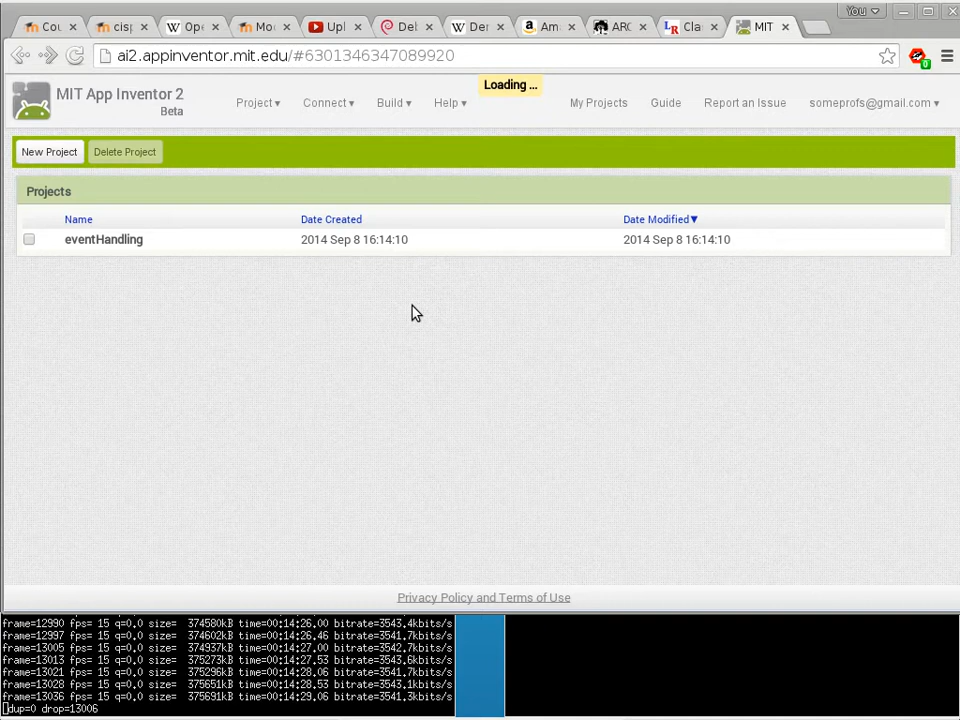 Cou cisp Ope Moo Upl Deb Der Ama ARC Cla MIT You
ai2.appinventor.mit.edu/#6301346347089920
Loading ...
MIT App Inventor 2
Beta
Project Connect Build Help My Projects Guide Report an Issue someprofs@gmail.com
New Project Delete Project
Projects
Name Date Created Date Modified
eventHandling 2014 Sep 8 16:14:10 2014 Sep 8 16:14:10
Privacy Policy and Terms of Use
frame=12990 fps= 15 q=0.0 size= 374580kB time=00:14:26.00 bitrate=3543.4kbits/s
frame=12997 fps= 15 q=0.0 size= 374602kB time=00:14:26.46 bitrate=3541.7kbits/s
frame=13005 fps= 15 q=0.0 size= 374937kB time=00:14:27.00 bitrate=3542.7kbits/s
frame=13013 fps= 15 q=0.0 size= 375273kB time=00:14:27.53 bitrate=3543.6kbits/s
frame=13021 fps= 15 q=0.0 size= 375296kB time=00:14:28.06 bitrate=3541.7kbits/s
frame=13028 fps= 15 q=0.0 size= 375651kB time=00:14:28.53 bitrate=3543.1kbits/s
frame=13036 fps= 15 q=0.0 size= 375691kB time=00:14:29.06 bitrate=3541.3kbits/s
dup=0 drop=13006